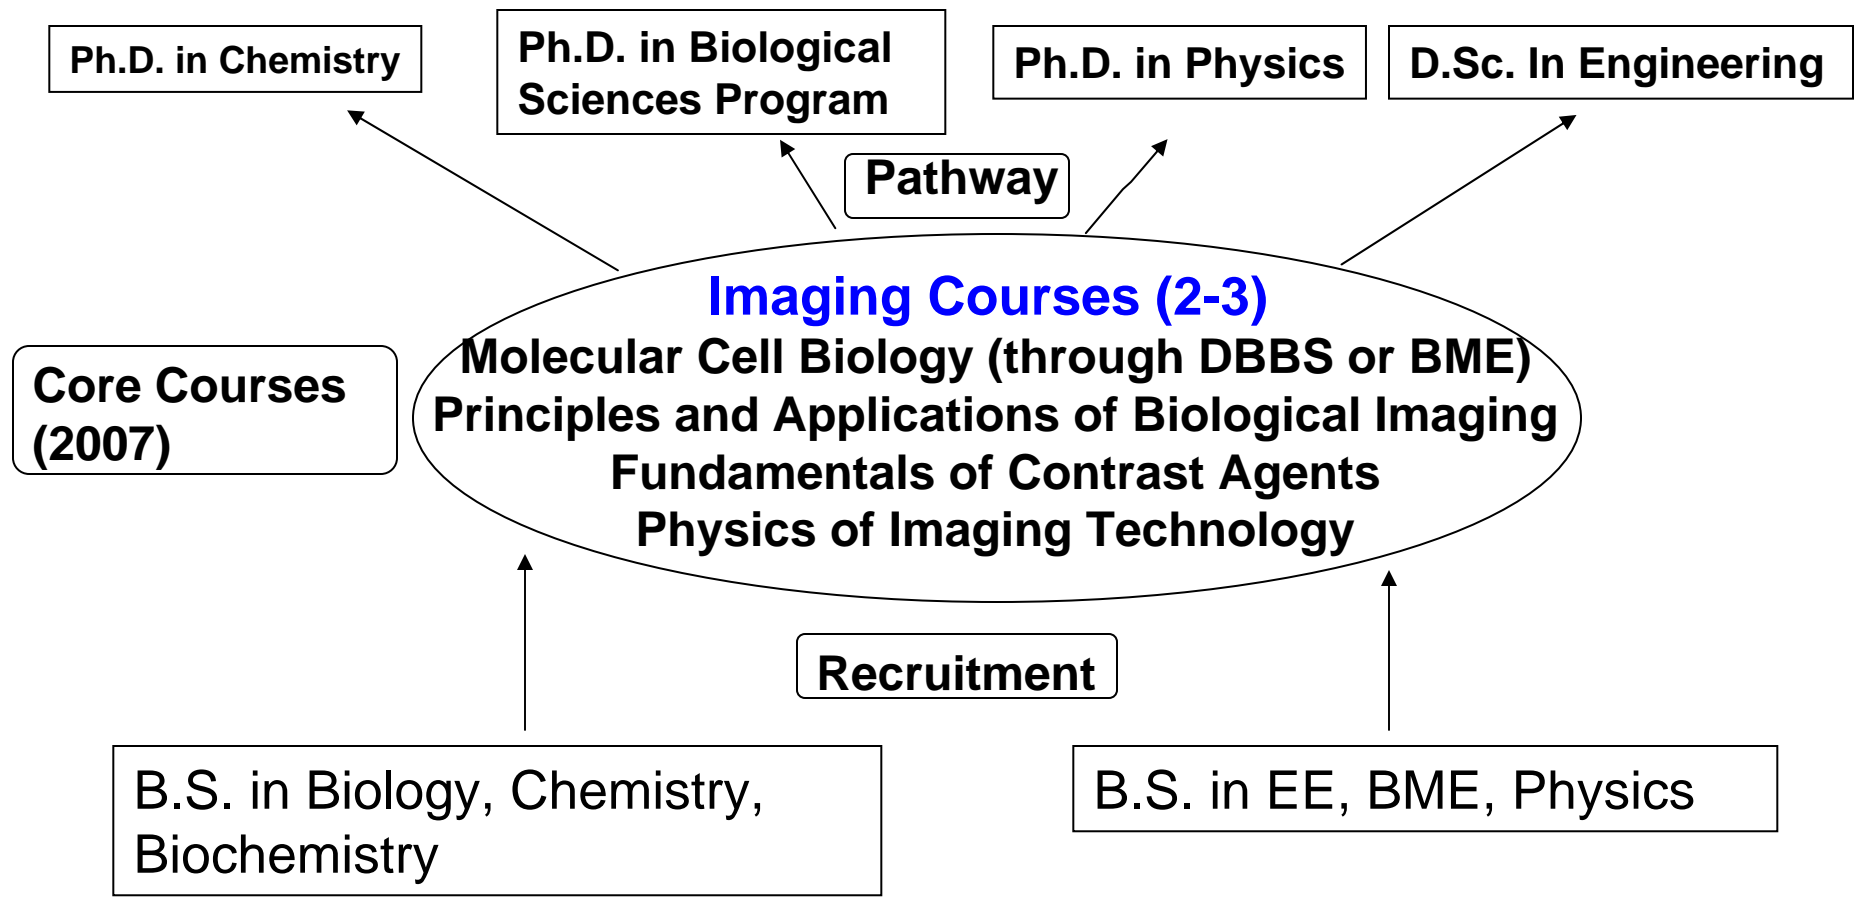 Ph.D. in Chemistry
Ph.D. in Biological
Sciences Program
Ph.D. in Physics
D.Sc. In Engineering
Pathway
Imaging Courses (2-3)
Molecular Cell Biology (through DBBS or BME)
Principles and Applications of Biological Imaging
Fundamentals of Contrast Agents
Physics of Imaging Technology
Core Courses
(2007)
Recruitment
B.S. in Biology, Chemistry,
Biochemistry
B.S. in EE, BME, Physics